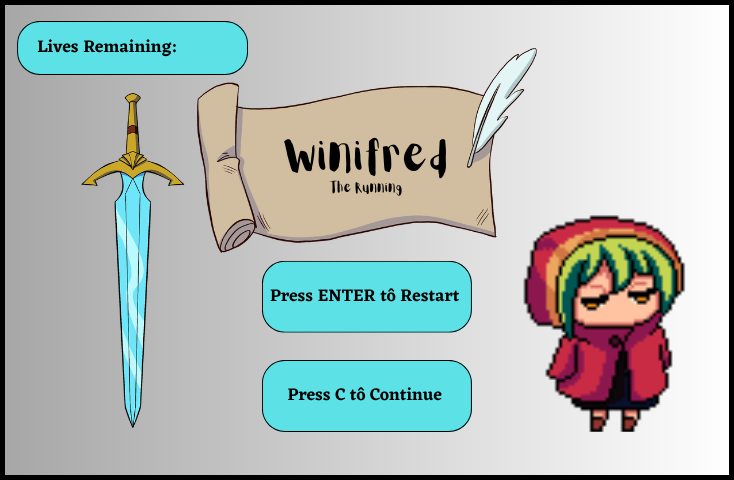 Lives Remaining:
Winifred
The Running
Press ENTER tô Restart
Press C tô Continue